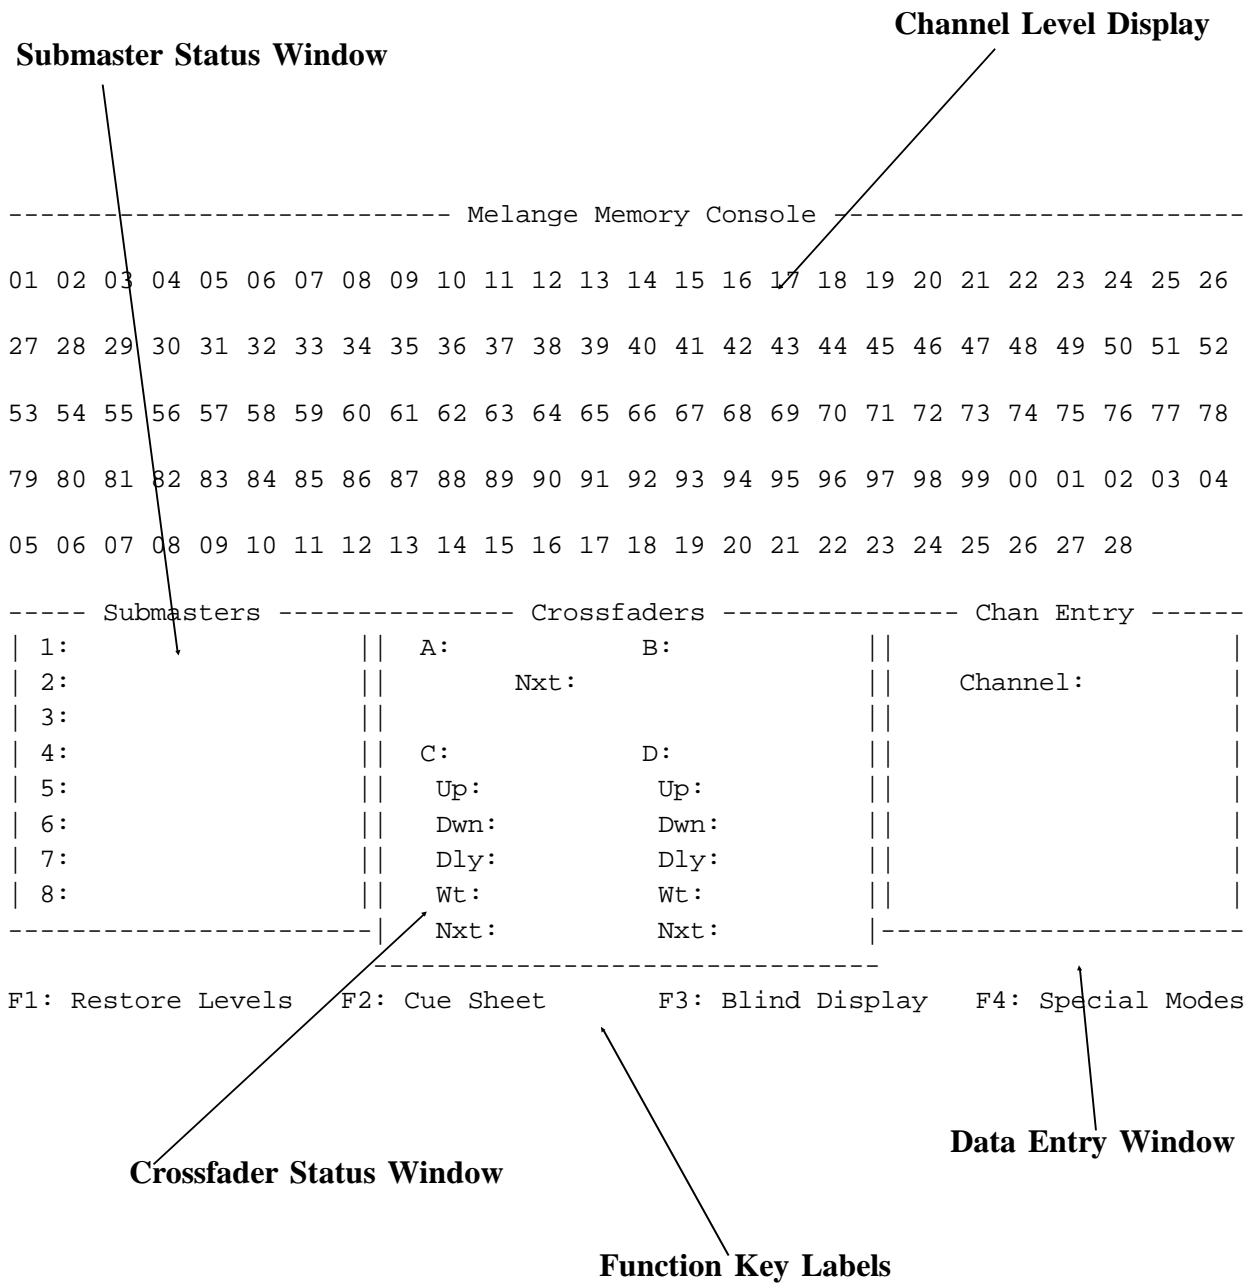 Channel Level Display
Submaster Status Window
---------------------------- Melange Memory Console --------------------------
01 02 03 04 05 06 07 08 09 10 11 12 13 14 15 16 17 18 19 20 21 22 23 24 25 26
27 28 29 30 31 32 33 34 35 36 37 38 39 40 41 42 43 44 45 46 47 48 49 50 51 52
53 54 55 56 57 58 59 60 61 62 63 64 65 66 67 68 69 70 71 72 73 74 75 76 77 78
79 80 81 82 83 84 85 86 87 88 89 90 91 92 93 94 95 96 97 98 99 00 01 02 03 04
05 06 07 08 09 10 11 12 13 14 15 16 17 18 19 20 21 22 23 24 25 26 27 28
----- Submasters --------------- Crossfaders --------------- Chan Entry ------
| 1: || A: B: || |
| 2: || Nxt: || Channel: |
| 3: || || |
| 4: || C: D: || |
| 5: || Up: Up: || |
| 6: || Dwn: Dwn: || |
| 7: || Dly: Dly: || |
| 8: || Wt: Wt: || |
-----------------------| Nxt: Nxt: |-----------------------
--------------------------------
F1: Restore Levels F2: Cue Sheet F3: Blind Display F4: Special Modes
Data Entry Window
Crossfader Status Window
Function Key Labels